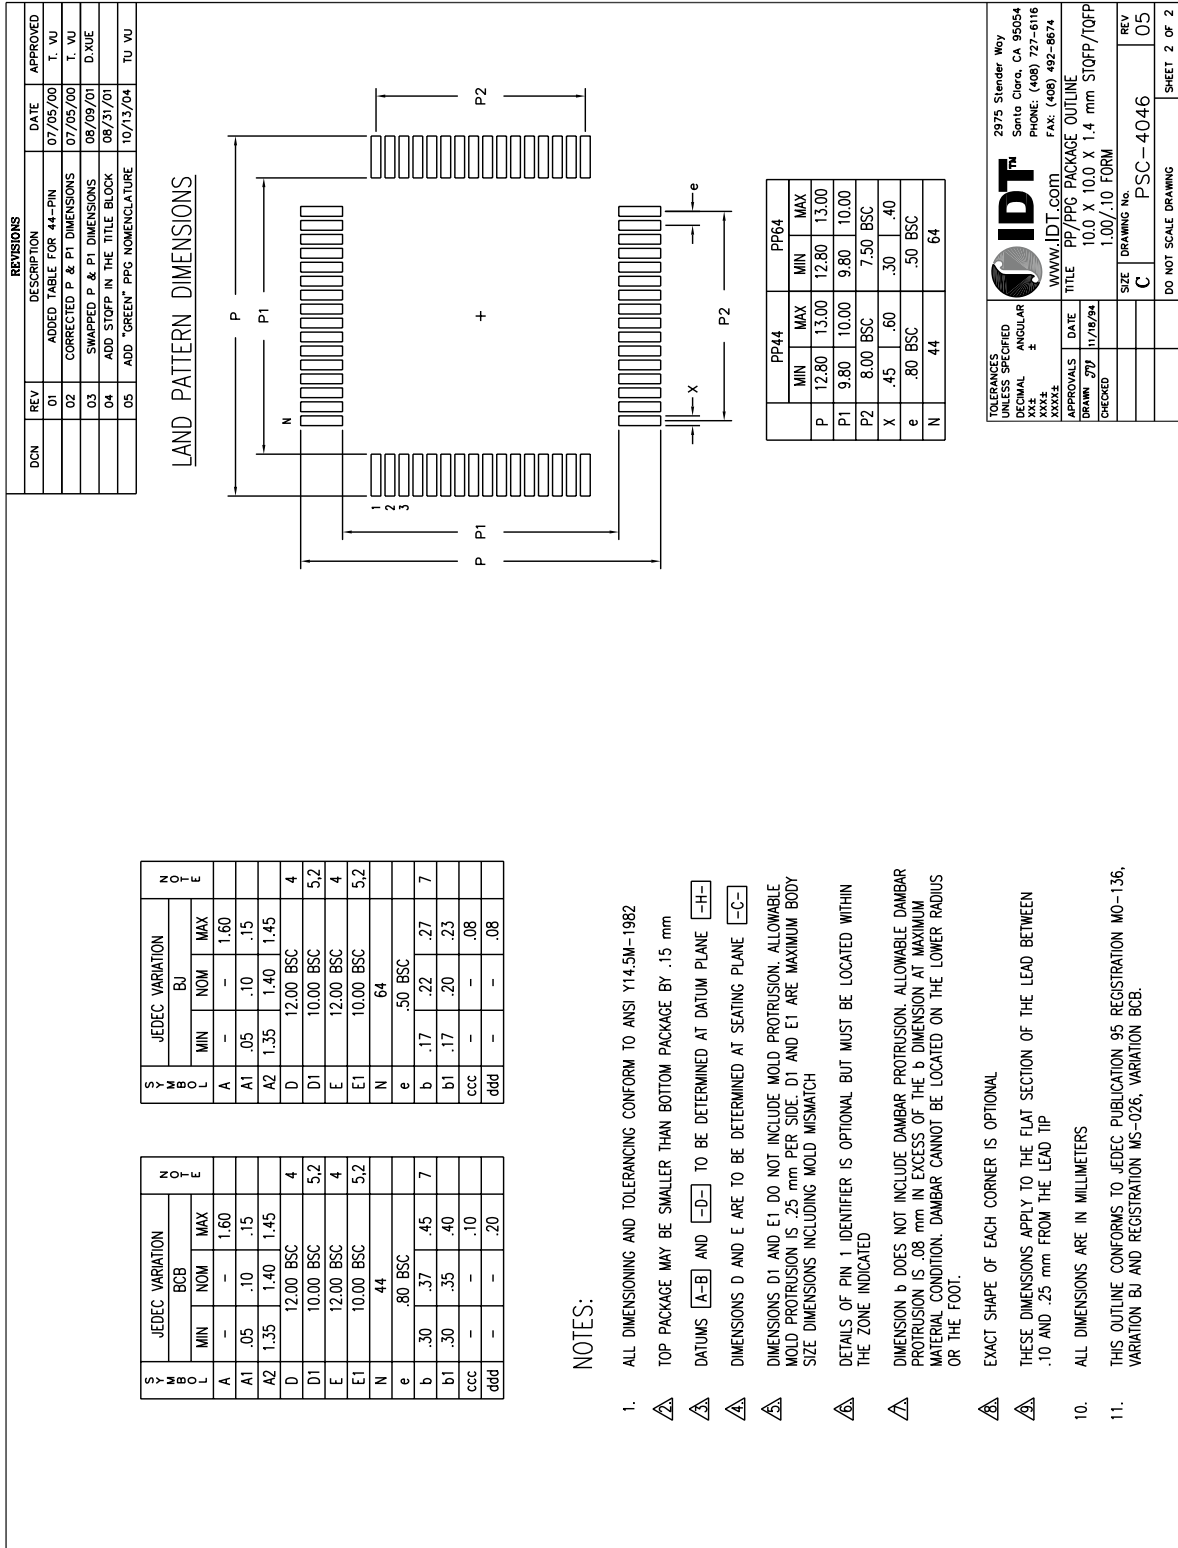 JEDEC VARIATION
SYMBOL BCB NOTE
MIN NOM MAX
A – – 1.60
A1 .05 .10 .15
A2 1.35 1.40 1.45
D 12.00 BSC 4
D1 10.00 BSC 5,2
E 12.00 BSC 4
E1 10.00 BSC 5,2
N 44
e .80 BSC
b .30 .37 .45 7
b1 .30 .35 .40
ccc – – .10
ddd – – .20
JEDEC VARIATION
SYMBOL BJ NOTE
MIN NOM MAX
A – – 1.60
A1 .05 .10 .15
A2 1.35 1.40 1.45
D 12.00 BSC 4
D1 10.00 BSC 5,2
E 12.00 BSC 4
E1 10.00 BSC 5,2
N 64
e .50 BSC
b .17 .22 .27 7
b1 .17 .20 .23
ccc – – .08
ddd – – .08
NOTES:
1. ALL DIMENSIONING AND TOLERANCING CONFORM TO ANSI Y14.5M-1982
2. TOP PACKAGE MAY BE SMALLER THAN BOTTOM PACKAGE BY .15 mm
3. DATUMS A-B AND -D- TO BE DETERMINED AT DATUM PLANE -H-
4. DIMENSIONS D AND E ARE TO BE DETERMINED AT SEATING PLANE -C-
5. DIMENSIONS D1 AND E1 DO NOT INCLUDE MOLD PROTRUSION. ALLOWABLE
MOLD PROTRUSION IS .25 mm PER SIDE. D1 AND E1 ARE MAXIMUM BODY
SIZE DIMENSIONS INCLUDING MOLD MISMATCH
6. DETAILS OF PIN 1 IDENTIFIER IS OPTIONAL BUT MUST BE LOCATED WITHIN
THE ZONE INDICATED
7. DIMENSION b DOES NOT INCLUDE DAMBAR PROTRUSION. ALLOWABLE DAMBAR
PROTRUSION IS .08 mm IN EXCESS OF THE b DIMENSION AT MAXIMUM
MATERIAL CONDITION. DAMBAR CANNOT BE LOCATED ON THE LOWER RADIUS
OR THE FOOT.
8. EXACT SHAPE OF EACH CORNER IS OPTIONAL
9. THESE DIMENSIONS APPLY TO THE FLAT SECTION OF THE LEAD BETWEEN
.10 AND .25 mm FROM THE LEAD TIP
10. ALL DIMENSIONS ARE IN MILLIMETERS
11. THIS OUTLINE CONFORMS TO JEDEC PUBLICATION 95 REGISTRATION MO-136,
VARIATION BJ AND REGISTRATION MS-026, VARIATION BCB.
REVISIONS
DCN REV DESCRIPTION DATE APPROVED
01 ADDED TABLE FOR 44-PIN 07/05/00 T. VU
02 CORRECTED P & P1 DIMENSIONS 07/05/00 T. VU
03 SWAPPED P & P1 DIMENSIONS 08/09/01 D.XUE
04 ADD STQFP IN THE TITLE BLOCK 08/31/01
05 ADD "GREEN" PPG NOMENCLATURE 10/13/04 TU VU
LAND PATTERN DIMENSIONS
P
P1
N
1
2
3
P
P1
P2
X
P2
e
PP44 PP64
MIN MAX MIN MAX
P 12.80 13.00 12.80 13.00
P1 9.80 10.00 9.80 10.00
P2 8.00 BSC 7.50 BSC
X .45 .60 .30 .40
e .80 BSC .50 BSC
N 44 64
TOLERANCES
UNLESS SPECIFIED
DECIMAL ANGULAR
XX± ±
XXX±
XXXX±
APPROVALS DATE
DRAWN 11/18/94
CHECKED
IDT™
www.IDT.com
2975 Stender Way
Santa Clara, CA 95054
PHONE: (408) 727-6116
FAX: (408) 492-8674
TITLE PP/PPG PACKAGE OUTLINE
10.0 X 10.0 X 1.4 mm STQFP/TQFP
1.00/.10 FORM
SIZE C
DRAWING No. PSC-4046
REV 05
DO NOT SCALE DRAWING
SHEET 2 OF 2